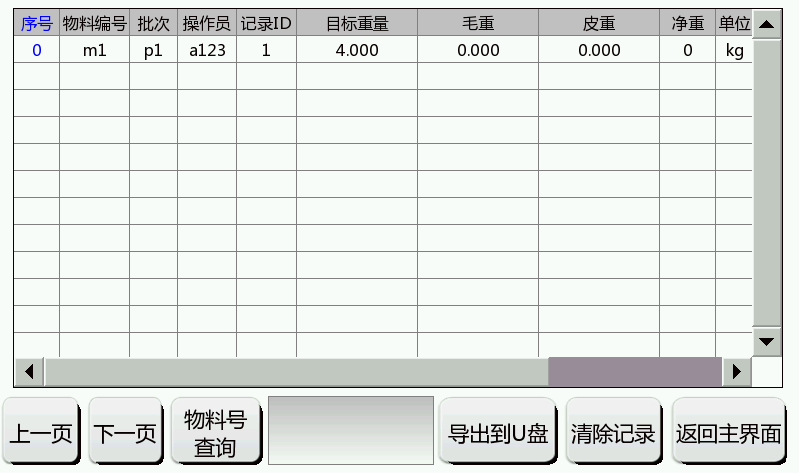 序号 物料编号 批次 操作员 记录ID 目标重量 毛重 皮重 净重 单位
0 m1 p1 a123 1 4.000 0.000 0.000 0 kg
上一页 下一页 物料号查询 导出到U盘 清除记录 返回主界面